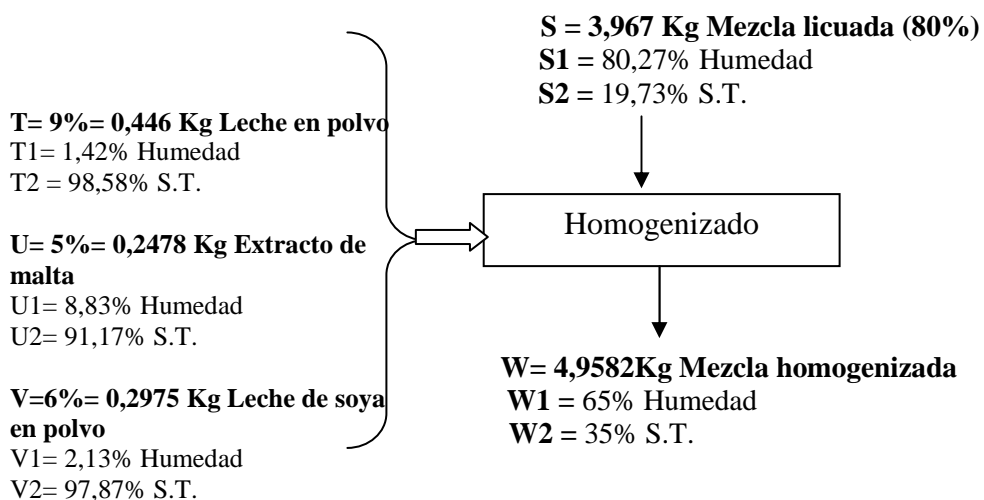 S = 3,967 Kg Mezcla licuada (80%)
S1 = 80,27% Humedad
S2 = 19,73% S.T.
T= 9%= 0,446 Kg Leche en polvo
T1= 1,42% Humedad
T2 = 98,58% S.T.
U= 5%= 0,2478 Kg Extracto de
malta
U1= 8,83% Humedad
U2= 91,17% S.T.
V=6%= 0,2975 Kg Leche de soya
en polvo
V1= 2,13% Humedad
V2= 97,87% S.T.
Homogenizado
W= 4,9582Kg Mezcla homogenizada
W1 = 65% Humedad
W2 = 35% S.T.